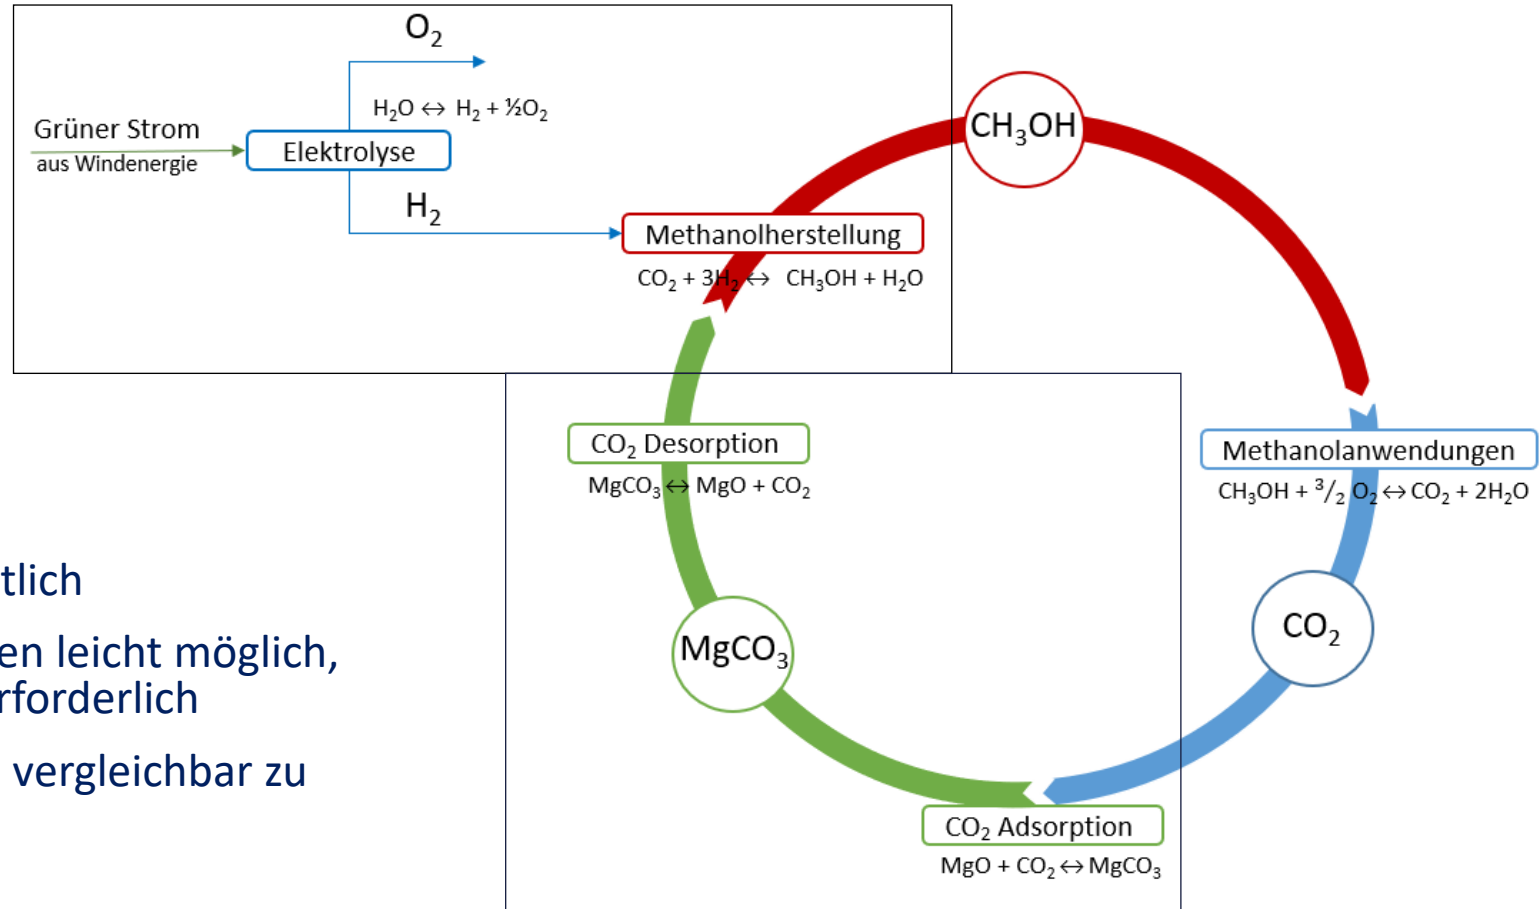 O₂
H₂O ↔ H₂ + ½O₂
Grüner Strom
aus Windenergie
Elektrolyse
H₂
CH₃OH
Methanolherstellung
CO₂ + 3H₂ ↔ CH₃OH + H₂O
CO₂ Desorption
MgCO₃ ↔ MgO + CO₂
Methanolanwendungen
CH₃OH + ³/₂ O₂ ↔ CO₂ + 2H₂O
tlich
en leicht möglich,
rforderlich
vergleichbar zu
MgCO₃
CO₂
CO₂ Adsorption
MgO + CO₂ ↔ MgCO₃